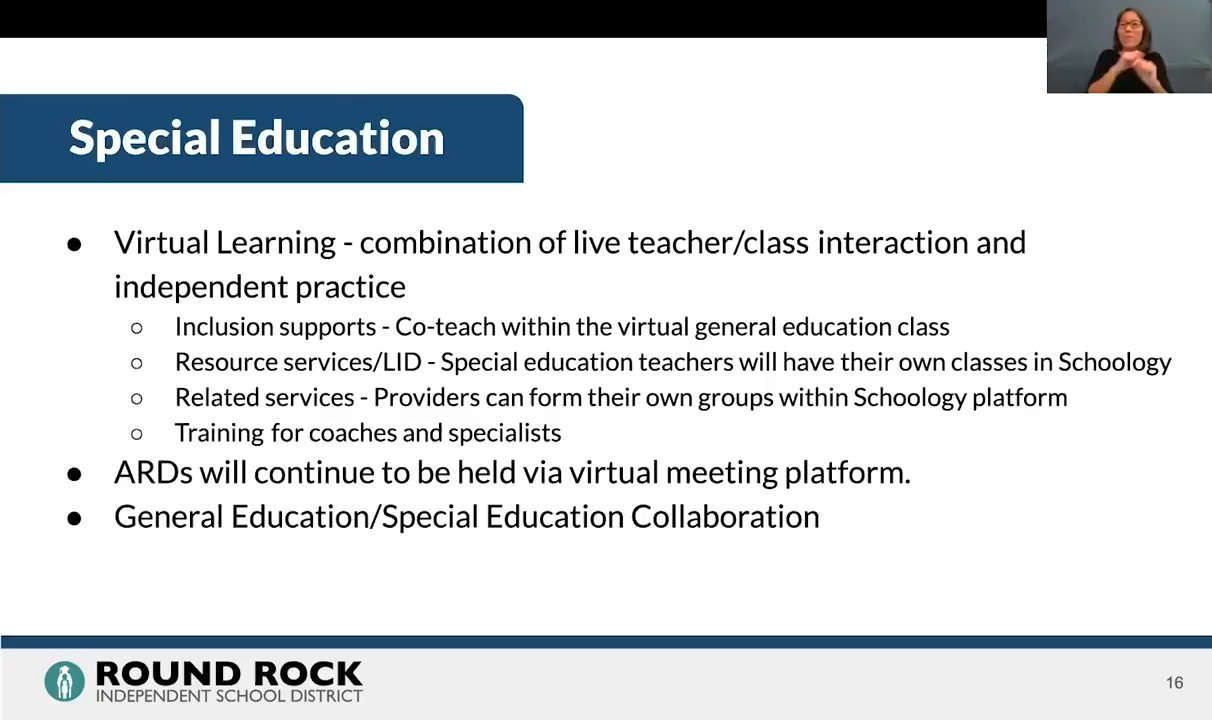 Special Education
● Virtual Learning - combination of live teacher/class interaction and
independent practice
○ Inclusion supports - Co-teach within the virtual general education class
○ Resource services/LID - Special education teachers will have their own classes in Schoology
○ Related services - Providers can form their own groups within Schoology platform
○ Training for coaches and specialists
● ARDs will continue to be held via virtual meeting platform.
● General Education/Special Education Collaboration
ROUND ROCK
INDEPENDENT SCHOOL DISTRICT
16